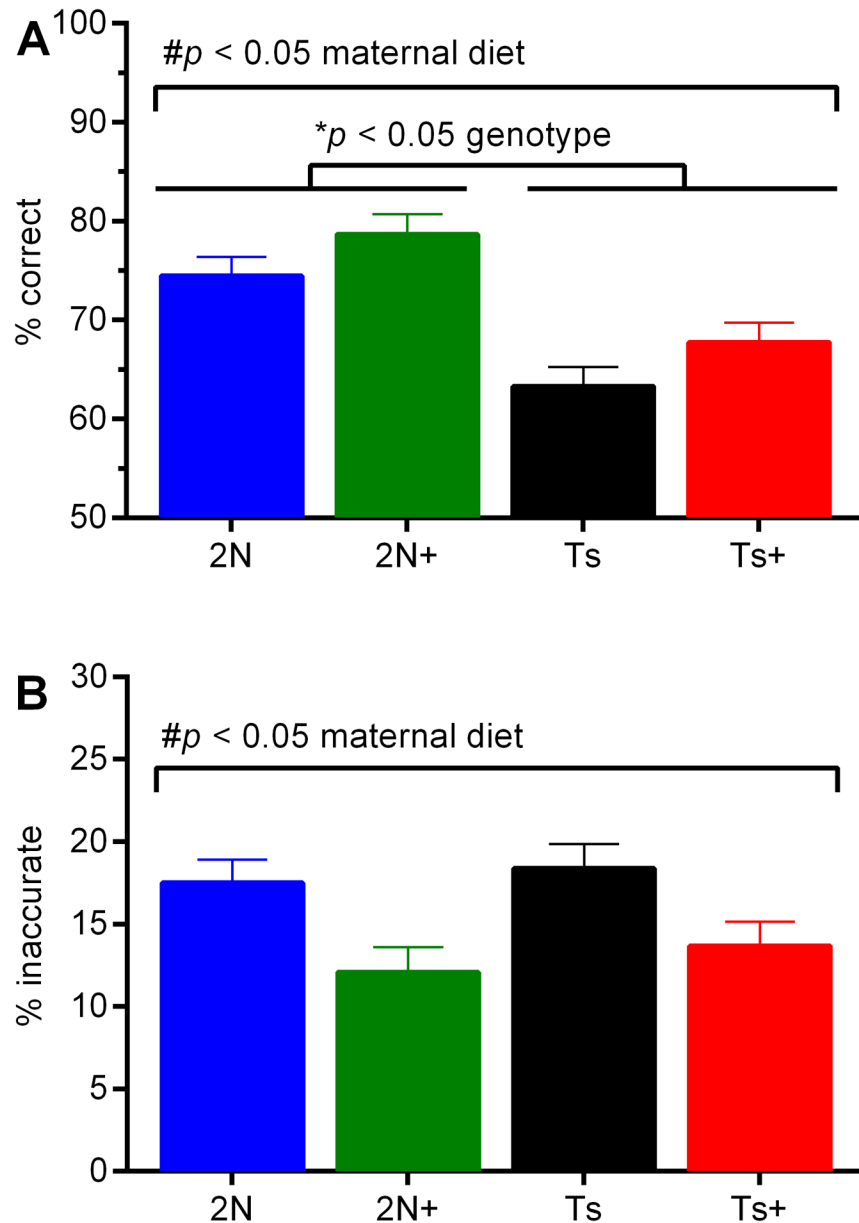 A
#p < 0.05 maternal diet
*p < 0.05 genotype
% correct
100
90
80
70
60
50
2N 2N+ Ts Ts+
B
#p < 0.05 maternal diet
% inaccurate
30
25
20
15
10
5
0
2N 2N+ Ts Ts+